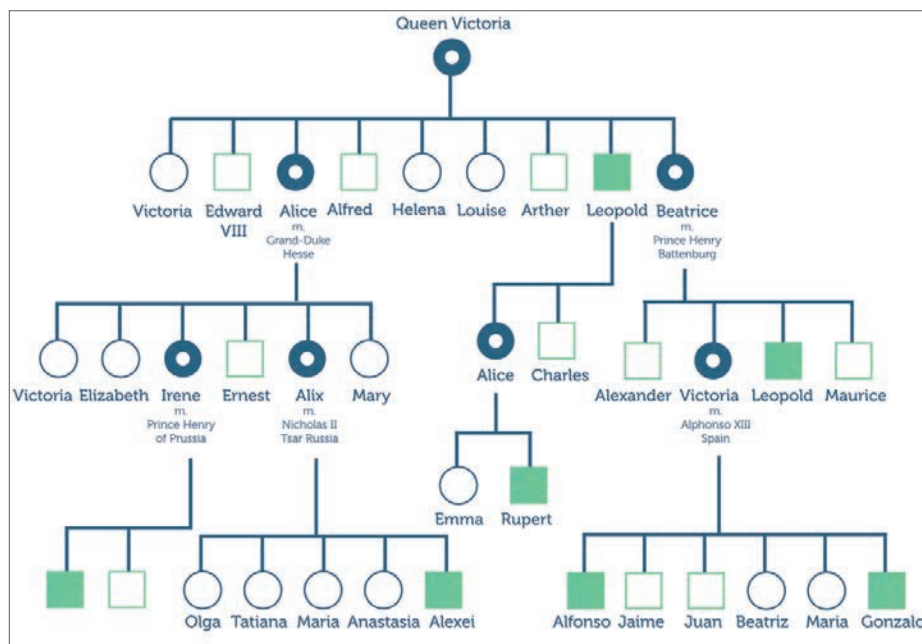 Queen Victoria
Victoria Edward VIII Alice Alfred Helena Louise Arther Leopold Beatrice
m.
Grand-Duke
Hesse
m.
Prince Henry
Battenburg
Victoria Elizabeth Irene Ernest Alix Mary
m.
Prince Henry
of Prussia
m.
Nicholas II
Tsar Russia
Alice Charles
Alexander Victoria Leopold Maurice
m.
Alphonso XIII
Spain
Emma Rupert
Olga Tatiana Maria Anastasia Alexei
Alfonso Jaime Juan Beatriz Maria Gonzalo